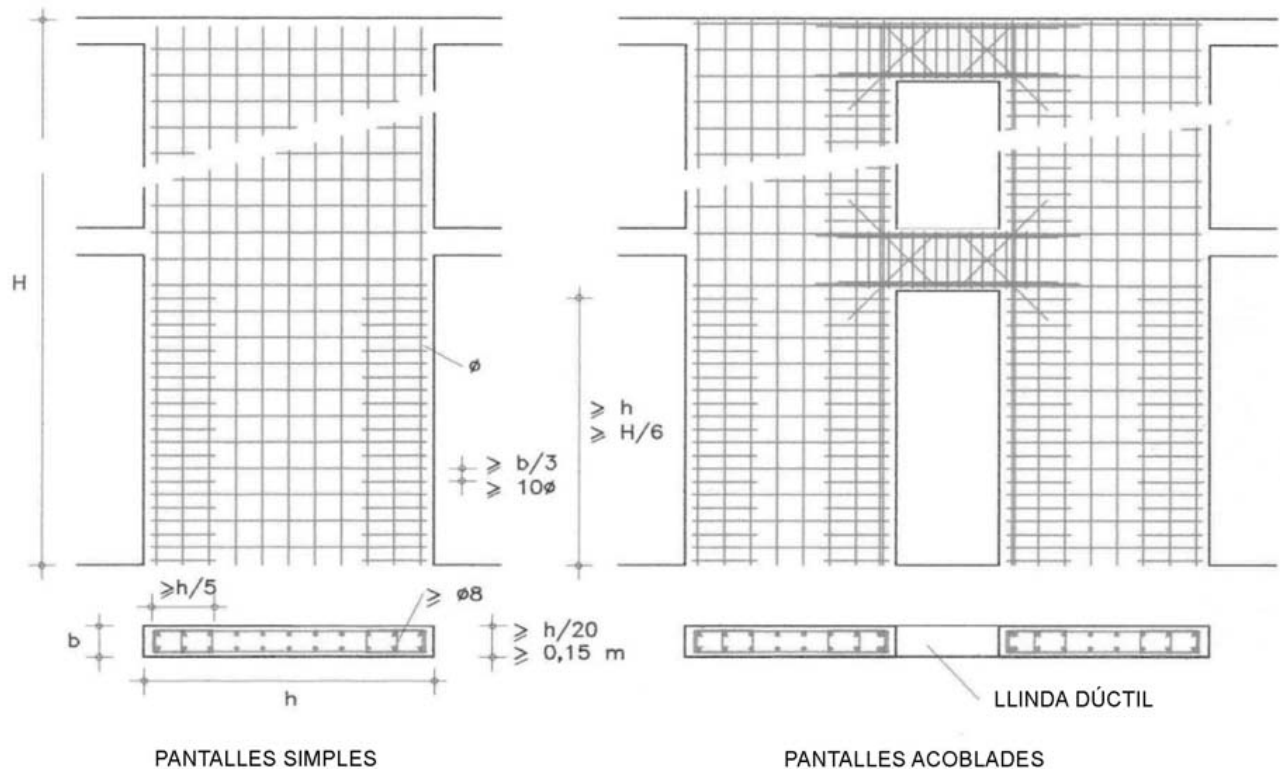 H
ø
⩾ b/3
⩾ 10ø
⩾ h
⩾ H/6
⩾h/5
⩾ ø8
b
⩾ h/20
⩾ 0,15 m
h
LLINDA DÚCTIL
PANTALLES SIMPLES
PANTALLES ACOBLADES